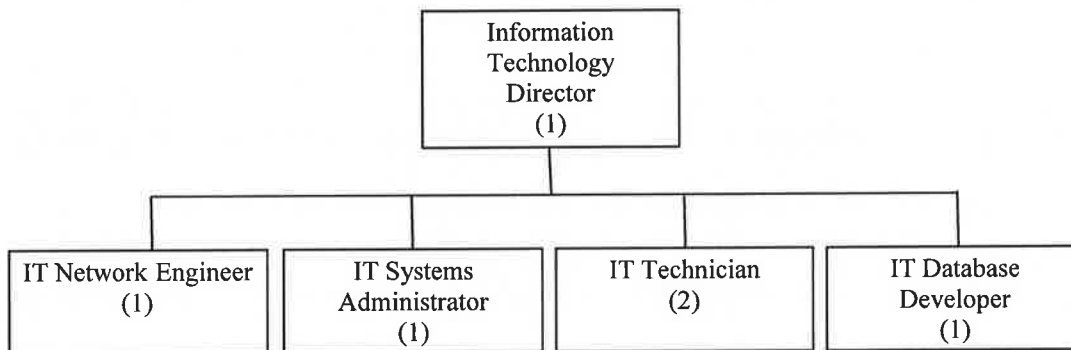 Information
Technology
Director
(1)
IT Network Engineer
(1)
IT Systems
Administrator
(1)
IT Technician
(2)
IT Database
Developer
(1)